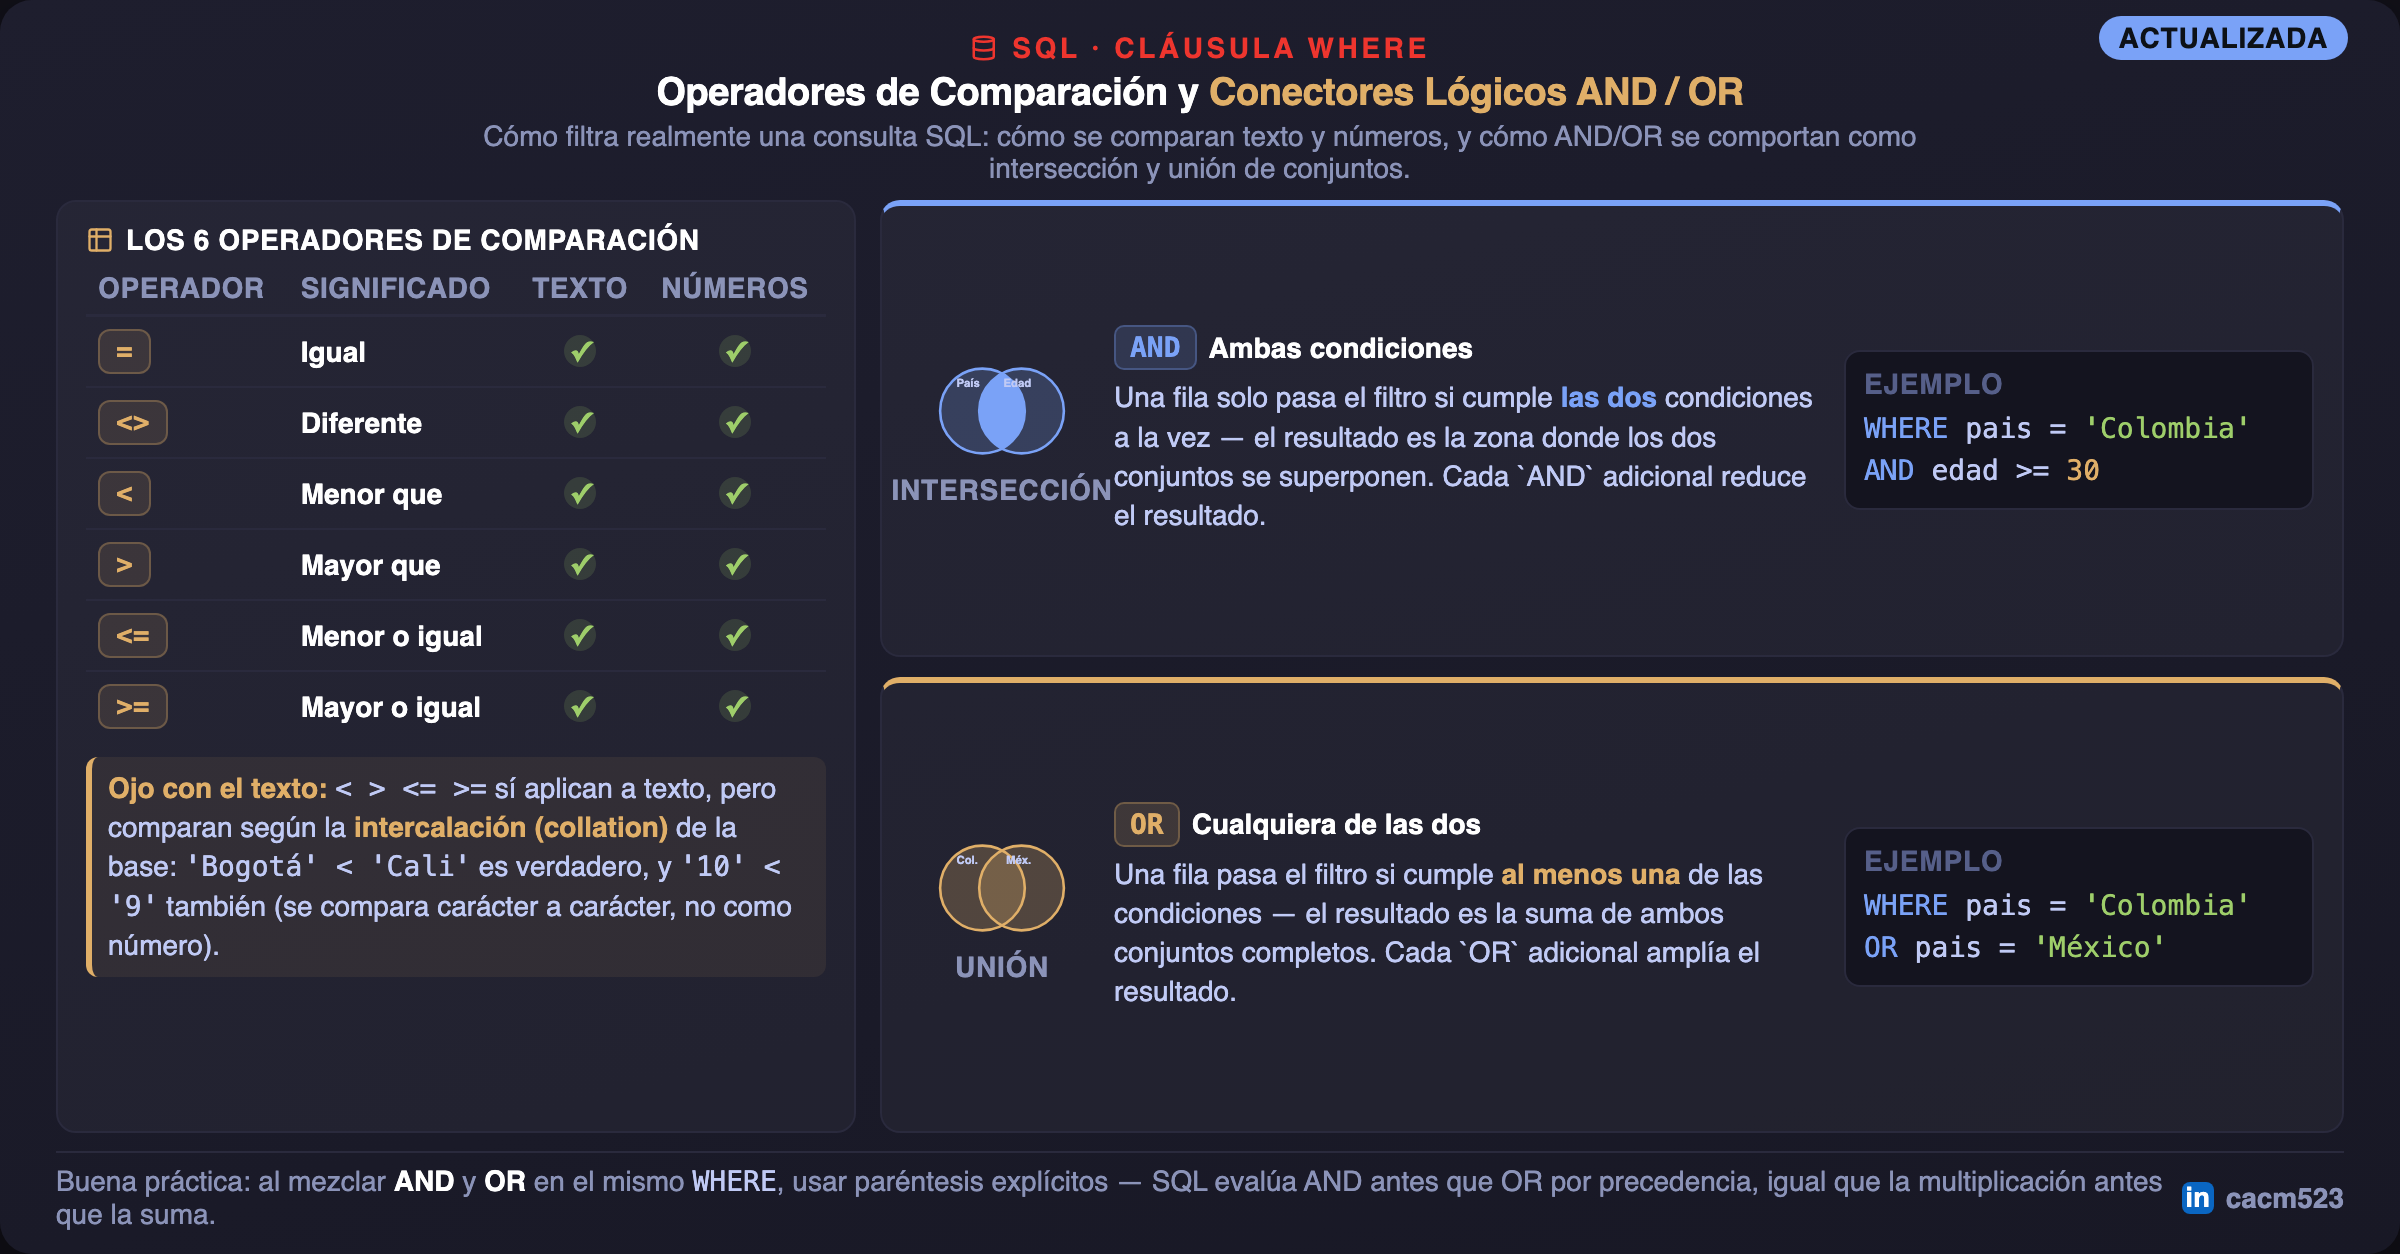 SQL · CLÁUSULA WHERE
ACTUALIZADA
Operadores de Comparación y Conectores Lógicos AND / OR
Cómo filtra realmente una consulta SQL: cómo se comparan texto y números, y cómo AND/OR se comportan como
intersección y unión de conjuntos.
LOS 6 OPERADORES DE COMPARACIÓN
OPERADOR SIGNIFICADO TEXTO NÚMEROS
= Igual ✓ ✓
<> Diferente ✓ ✓
< Menor que ✓ ✓
> Mayor que ✓ ✓
<= Menor o igual ✓ ✓
>= Mayor o igual ✓ ✓
Ojo con el texto: < > <= >= sí aplican a texto, pero
comparan según la intercalación (collation) de la
base: 'Bogotá' < 'Cali' es verdadero, y '10' <
'9' también (se compara carácter a carácter, no como
número).
País Edad
INTERSECCIÓN
AND Ambas condiciones
Una fila solo pasa el filtro si cumple las dos condiciones
a la vez — el resultado es la zona donde los dos
conjuntos se superponen. Cada `AND` adicional reduce
el resultado.
EJEMPLO
WHERE pais = 'Colombia'
AND edad >= 30
Col. Méx.
UNIÓN
OR Cualquiera de las dos
Una fila pasa el filtro si cumple al menos una de las
condiciones — el resultado es la suma de ambos
conjuntos completos. Cada `OR` adicional amplía el
resultado.
EJEMPLO
WHERE pais = 'Colombia'
OR pais = 'México'
Buena práctica: al mezclar AND y OR en el mismo WHERE, usar paréntesis explícitos — SQL evalúa AND antes que OR por precedencia, igual que la multiplicación antes
que la suma.
in cacm523